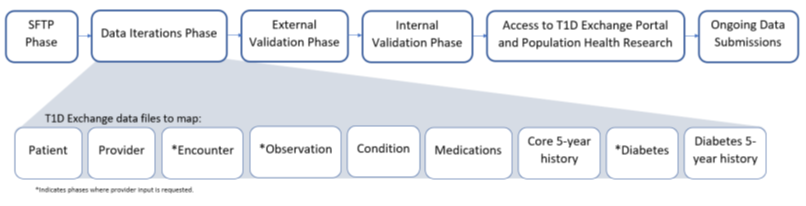 SFTP
Phase
Data Iterations Phase
External
Validation Phase
Internal
Validation Phase
Access to T1D Exchange Portal
and Population Health Research
Ongoing Data
Submissions
T1D Exchange data files to map:
Patient
Provider
*Encounter
*Observation
Condition
Medications
Core 5-year
history
*Diabetes
Diabetes 5-
year history
*Indicates phases where provider input is requested.